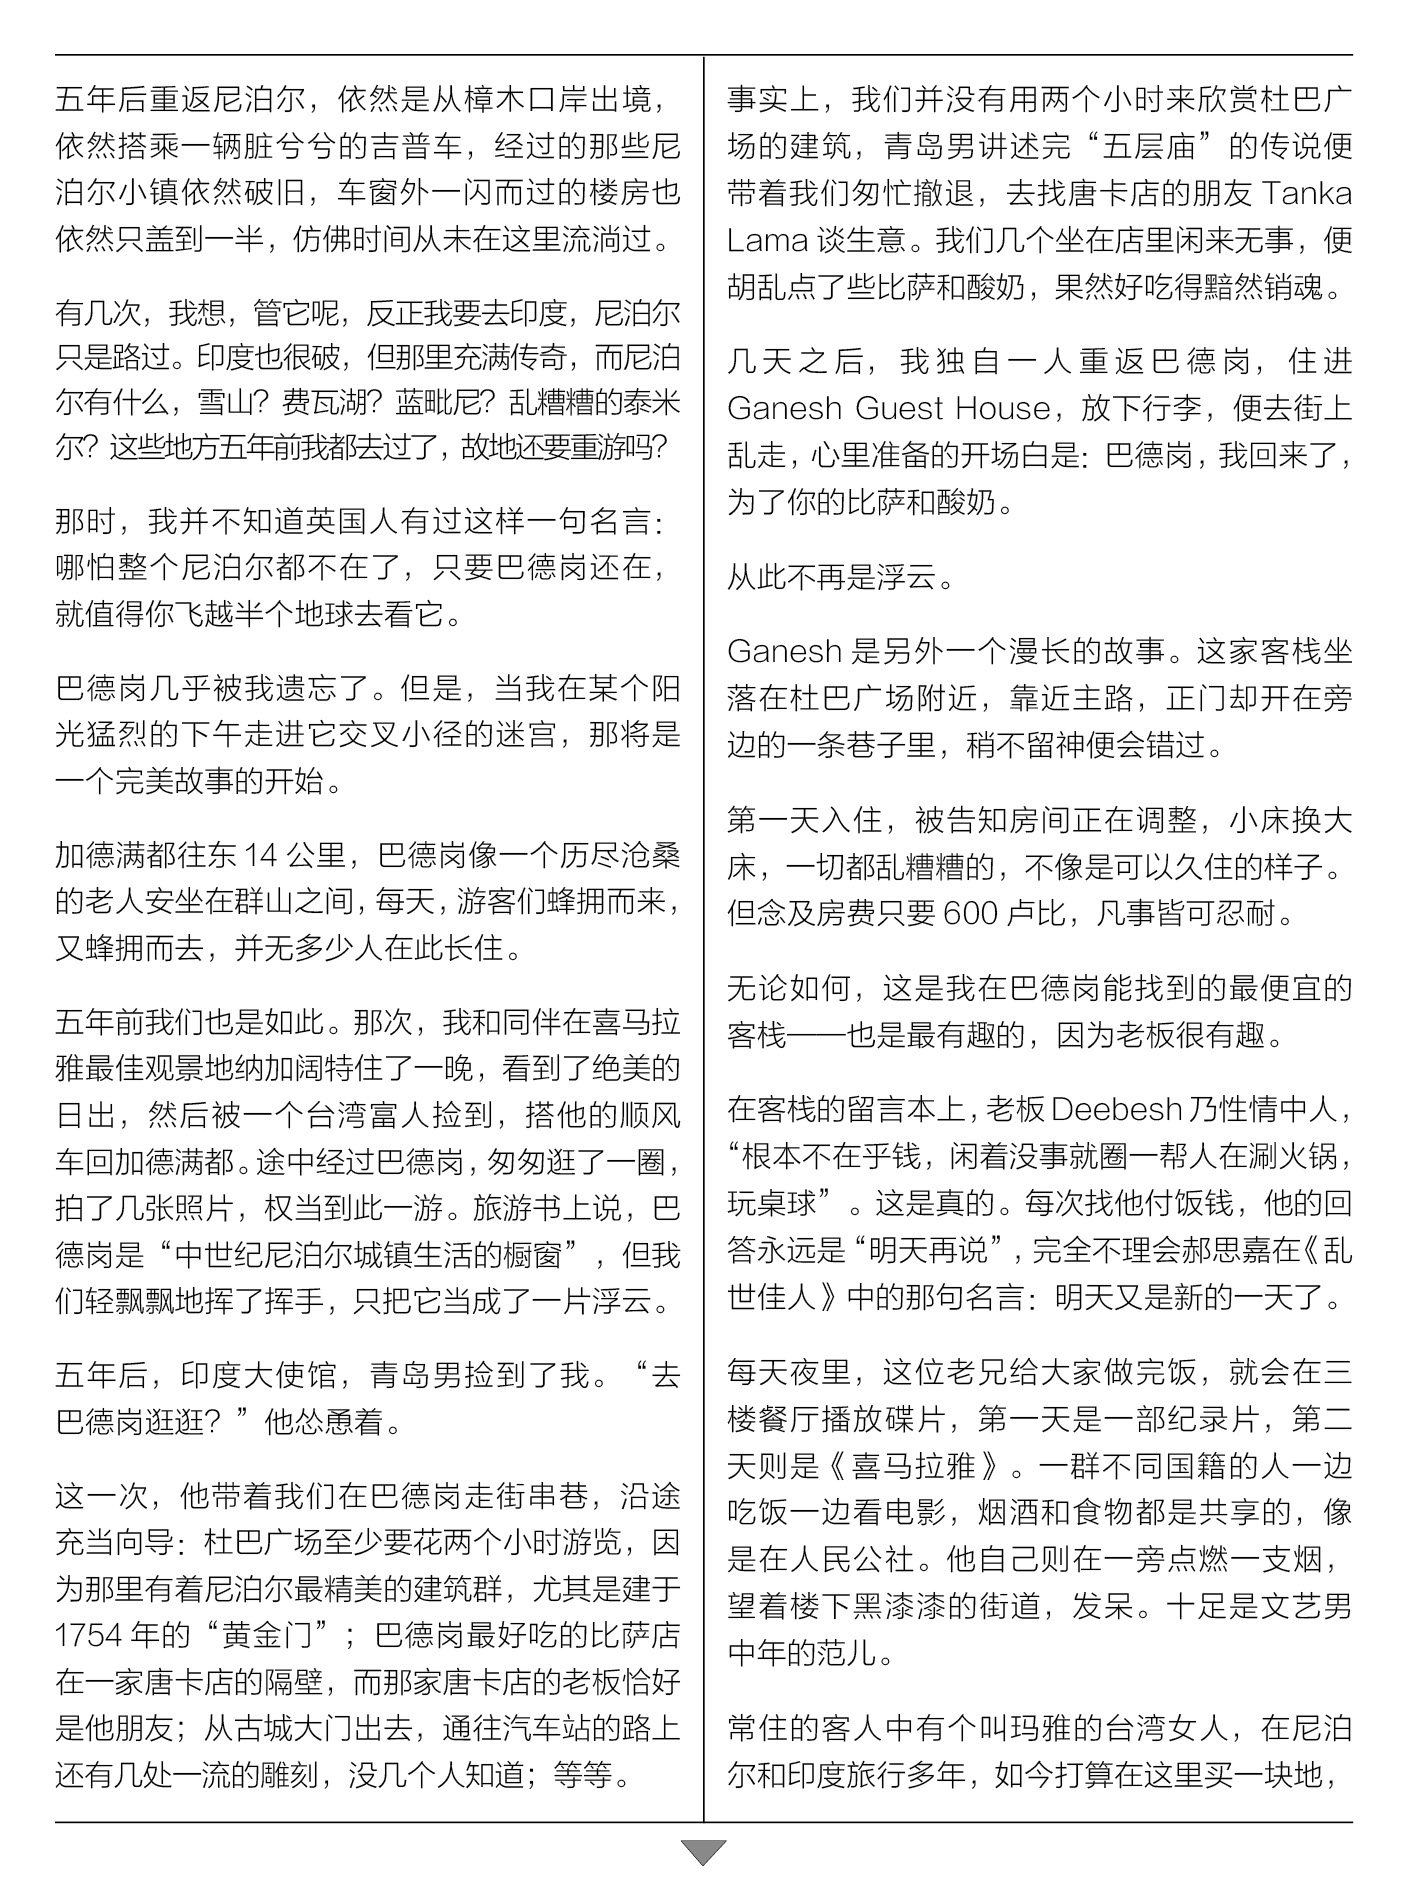 五年后重返尼泊尔，依然是从樟木口岸出境，
依然搭乘一辆脏兮兮的吉普车，经过的那些尼
泊尔小镇依然破旧，车窗外一闪而过的楼房也
依然只盖到一半，仿佛时间从未在这里流淌过。
有几次，我想，管它呢，反正我要去印度，尼泊尔
只是路过。印度也很破，但那里充满传奇，而尼泊
尔有什么，雪山？费瓦湖？蓝毗尼？乱糟糟的泰米
尔？这些地方五年前我都去过了，故地还要重游吗？
那时，我并不知道英国人有过这样一句名言：
哪怕整个尼泊尔都不在了，只要巴德岗还在，
就值得你飞越半个地球去看它。
巴德岗几乎被我遗忘了。但是，当我在某个阳
光猛烈的下午走进它交叉小径的迷宫，那将是
一个完美故事的开始。
加德满都往东 14 公里，巴德岗像一个历尽沧桑
的老人安坐在群山之间，每天，游客们蜂拥而来，
又蜂拥而去，并无多少人在此长住。
五年前我们也是如此。那次，我和同伴在喜马拉
雅最佳观景地纳加阔特住了一晚，看到了绝美的
日出，然后被一个台湾富人捡到，搭他的顺风
车回加德满都。途中经过巴德岗，匆匆逛了一圈，
拍了几张照片，权当到此一游。旅游书上说，巴
德岗是“中世纪尼泊尔城镇生活的橱窗”，但我
们轻飘飘地挥了挥手，只把它当成了一片浮云。
五年后，印度大使馆，青岛男捡到了我。“去
巴德岗逛逛？”他怂恿着。
这一次，他带着我们在巴德岗走街串巷，沿途
充当向导：杜巴广场至少要花两个小时游览，因
为那里有着尼泊尔最精美的建筑群，尤其是建于
1754 年的“黄金门”；巴德岗最好吃的比萨店
在一家唐卡店的隔壁，而那家唐卡店的老板恰好
是他朋友；从古城大门出去，通往汽车站的路上
还有几处一流的雕刻，没几个人知道；等等。
事实上，我们并没有用两个小时来欣赏杜巴广
场的建筑，青岛男讲述完“五层庙”的传说便
带着我们匆忙撤退，去找唐卡店的朋友 Tanka
Lama 谈生意。我们几个坐在店里闲来无事，便
胡乱点了些比萨和酸奶，果然好吃得黯然销魂。
几天之后，我独自一人重返巴德岗，住进
Ganesh Guest House，放下行李，便去街上
乱走，心里准备的开场白是：巴德岗，我回来了，
为了你的比萨和酸奶。
从此不再是浮云。
Ganesh 是另外一个漫长的故事。这家客栈坐
落在杜巴广场附近，靠近主路，正门却开在旁
边的一条巷子里，稍不留神便会错过。
第一天入住，被告知房间正在调整，小床换大
床，一切都乱糟糟的，不像是可以久住的样子。
但念及房费只要 600 卢比，凡事皆可忍耐。
无论如何，这是我在巴德岗能找到的最便宜的
客栈——也是最有趣的，因为老板很有趣。
在客栈的留言本上，老板 Deebesh 乃性情中人，
“根本不在乎钱，闲着没事就圈一帮人在涮火锅，
玩桌球”。这是真的。每次找他付饭钱，他的回
答永远是“明天再说”，完全不理会郝思嘉在《乱
世佳人》中的那句名言：明天又是新的一天了。
每天夜里，这位老兄给大家做完饭，就会在三
楼餐厅播放碟片，第一天是一部纪录片，第二
天则是《喜马拉雅》。一群不同国籍的人一边
吃饭一边看电影，烟酒和食物都是共享的，像
是在人民公社。他自己则在一旁点燃一支烟，
望着楼下黑漆漆的街道，发呆。十足是文艺男
中年的范儿。
常住的客人中有个叫玛雅的台湾女人，在尼泊
尔和印度旅行多年，如今打算在这里买一块地，